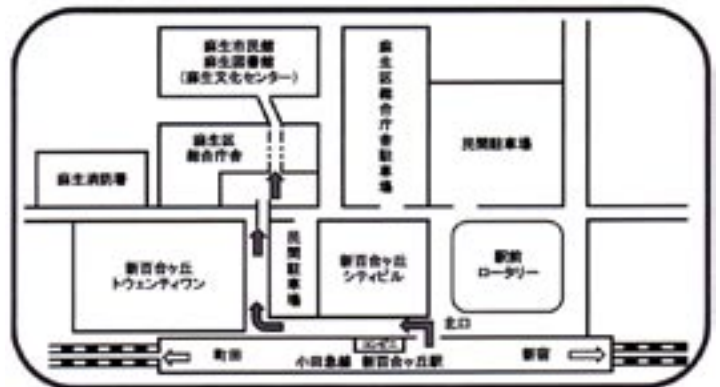 麻生市民館
麻生図書館
(麻生文化センター)
麻生区総合庁舎駐車場
麻生区
総合庁舎
民間駐車場
麻生消防署
新百合ヶ丘
トウェンティワン
民間駐車場
新百合ヶ丘
シティビル
駅前
ロータリー
北口
町田
小田急線 新百合ヶ丘駅
新宿